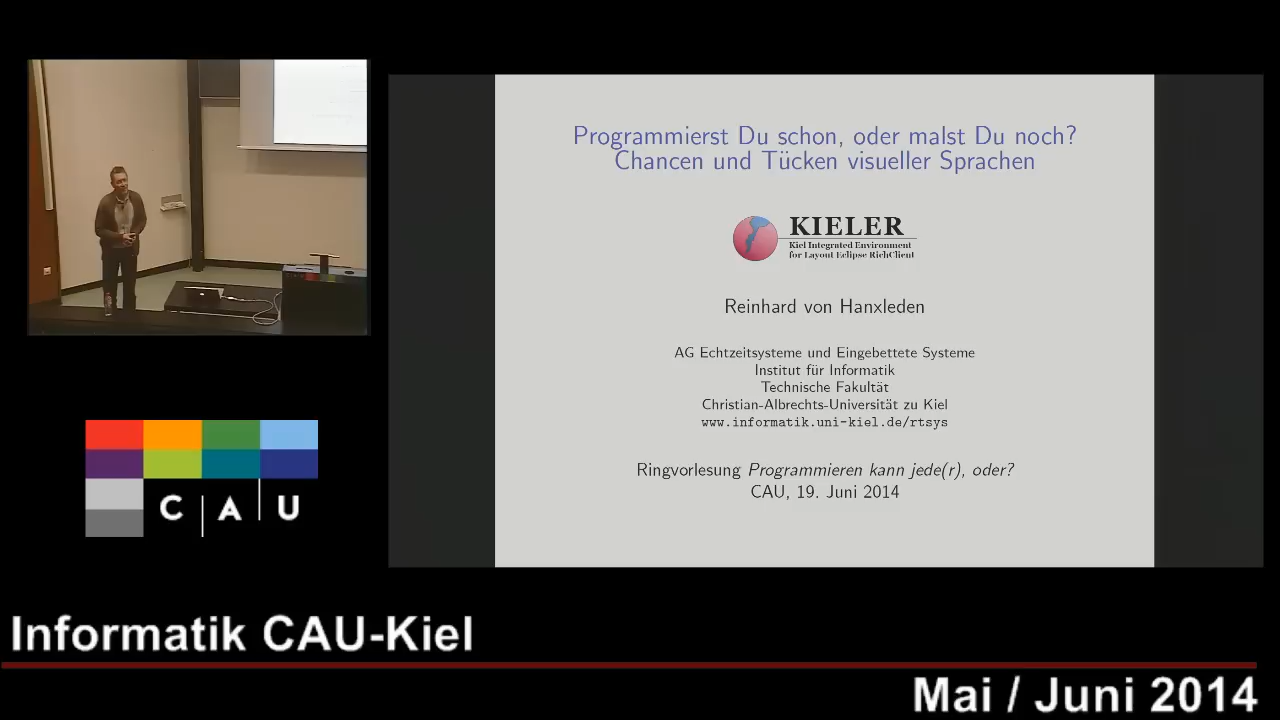 Programmierst Du schon, oder malst Du noch?
Chancen und Tücken visueller Sprachen
KIELER
Kiel Integrated Environment
for Layout Eclipse RichClient
Reinhard von Hanxleden
AG Echtzeitsysteme und Eingebettete Systeme
Institut für Informatik
Technische Fakultät
Christian-Albrechts-Universität zu Kiel
www.informatik.uni-kiel.de/rtsys
Ringvorlesung Programmieren kann jede(r), oder?
CAU, 19. Juni 2014
C A U
Informatik CAU-Kiel
Mai / Juni 2014